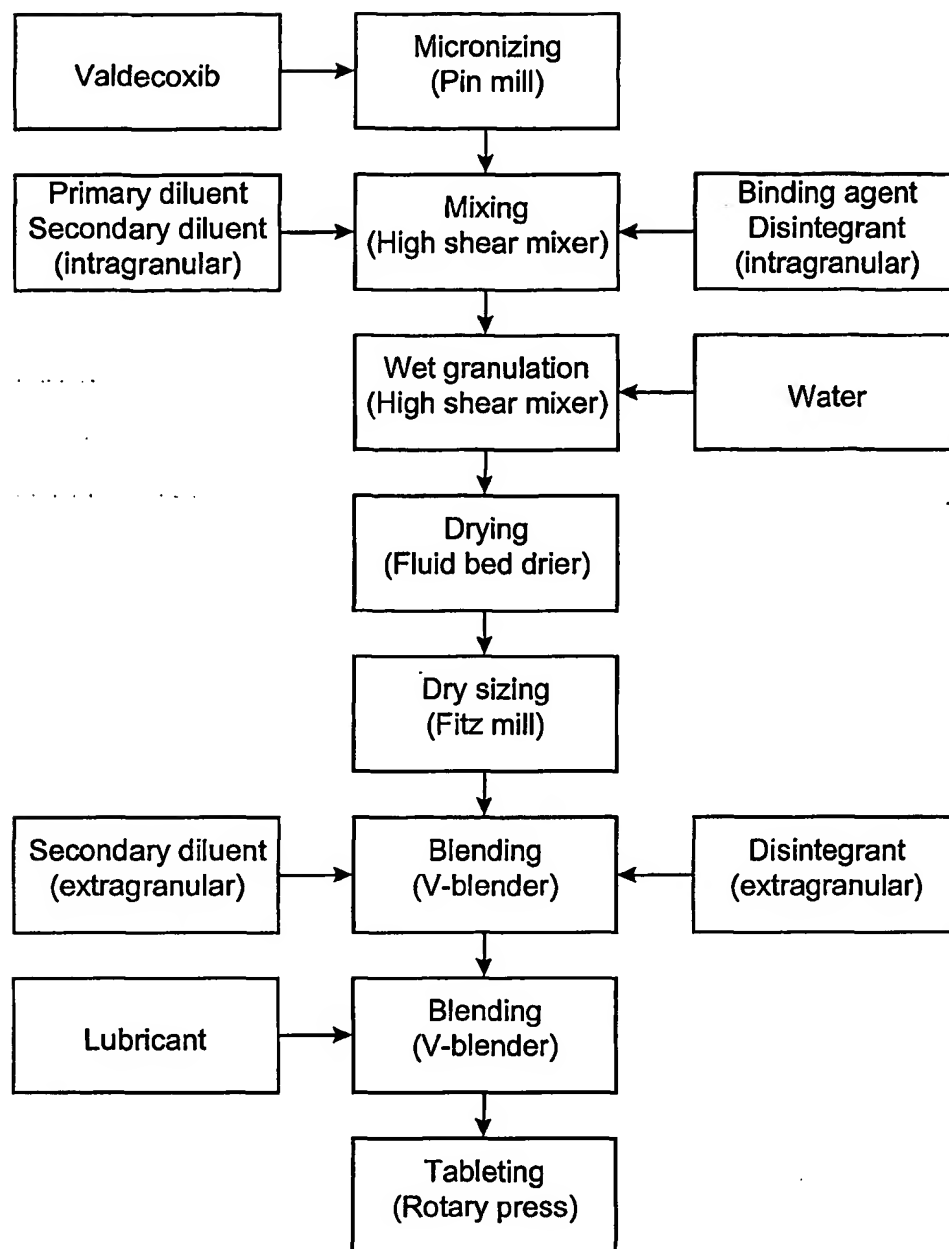 Valdecoxib
Micronizing
(Pin mill)
Primary diluent
Secondary diluent
(intragranular)
Mixing
(High shear mixer)
Binding agent
Disintegrant
(intragranular)
Wet granulation
(High shear mixer)
Water
Drying
(Fluid bed drier)
Dry sizing
(Fitz mill)
Secondary diluent
(extragranular)
Blending
(V-blender)
Disintegrant
(extragranular)
Lubricant
Blending
(V-blender)
Tableting
(Rotary press)